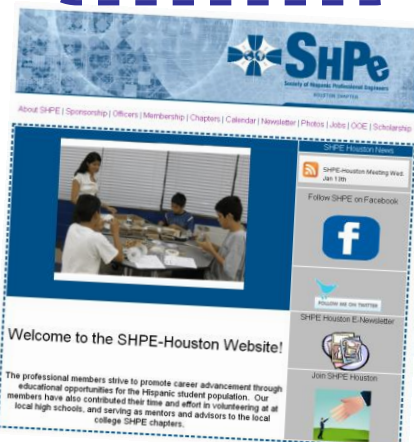 SHPe
Society of Hispanic Professional Engineers
HOUSTON CHAPTER
About SHPE | Sponsorship | Officers | Membership | Chapters | Calendar | Newsletter | Photos | Jobs | OOE | Scholarship
SHPE Houston News
SHPE-Houston Meeting Wed.
Jan 13th
Follow SHPE on Facebook
f
FOLLOW ME ON TWITTER
SHPE Houston E-Newsletter
Join SHPE Houston
Welcome to the SHPE-Houston Website!
The professional members strive to promote career advancement through
educational opportunities for the Hispanic student population. Our
members have also contributed their time and effort in volunteering at at
local high schools, and serving as mentors and advisors to the local
college SHPE chapters.